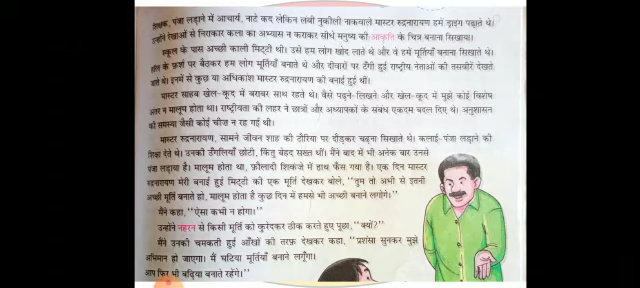 शिक्षक, पंजा लड़ाने में आचार्य, नाटे कद लेकिन लंबी नुकीली नाकवाले मास्टर रुद्रनारायण हमें ड्राइंग पढ़ाते थे।
उन्होंने रेखाओं से निराकार कला का अभ्यास न कराकर सीधे मनुष्य की आकृति के चित्र बनाना सिखाया।
स्कूल के पास अच्छी काली मिट्टी थी। उसे हम लोग खोद लाते थे और वे हमें मूर्तियाँ बनाना सिखाते थे।
हॉल के फ़र्श पर बैठकर हम लोग मूर्तियाँ बनाते थे और दीवारों पर टँगी हुई राष्ट्रीय नेताओं की तसवीरें देखते
जाते थे। इनमें से कुछ या अधिकांश मास्टर रुद्रनारायण की बनाई हुई थीं।
मास्टर साहब खेल-कूद में बराबर साथ रहते थे। वैसे पढ़ने-लिखने और खेल-कूद में मुझे कोई विशेष
अंतर न मालूम होता था। राष्ट्रीयता की लहर ने छात्रों और अध्यापकों के संबंध एकदम बदल दिए थे। अनुशासन
की समस्या जैसी कोई चीज़ न रह गई थी।
मास्टर रुद्रनारायण, सामने जीवन शाह की टौरिया पर दौड़कर चढ़ना सिखाते थे। कलाई-पंजा लड़ाने की
शिक्षा देते थे। उनकी उँगलियाँ छोटी, किंतु बेहद सख्त थीं। मैंने बाद में भी अनेक बार उनसे
पंजा लड़ाया है। मालूम होता था, फ़ौलादी शिकंजे में हाथ फँस गया है। एक दिन मास्टर
रुद्रनारायण मेरी बनाई हुई मिट्टी की एक मूर्ति देखकर बोले, "तुम तो अभी से इतनी
अच्छी मूर्ति बनाते हो, मालूम होता है कुछ दिन में हमसे भी अच्छी बनाने लगोगे।"
मैंने कहा, "ऐसा कभी न होगा।"
उन्होंने नहरन से किसी मूर्ति को कुरेदकर ठीक करते हुए पूछा, "क्यों?"
मैंने उनकी चमकती हुई आँखों की तरफ़ देखकर कहा, "प्रशंसा सुनकर मुझे
अभिमान हो जाएगा। मैं घटिया मूर्तियाँ बनाने लगूँगा।
आप फिर भी बढ़िया बनाते रहेंगे।"